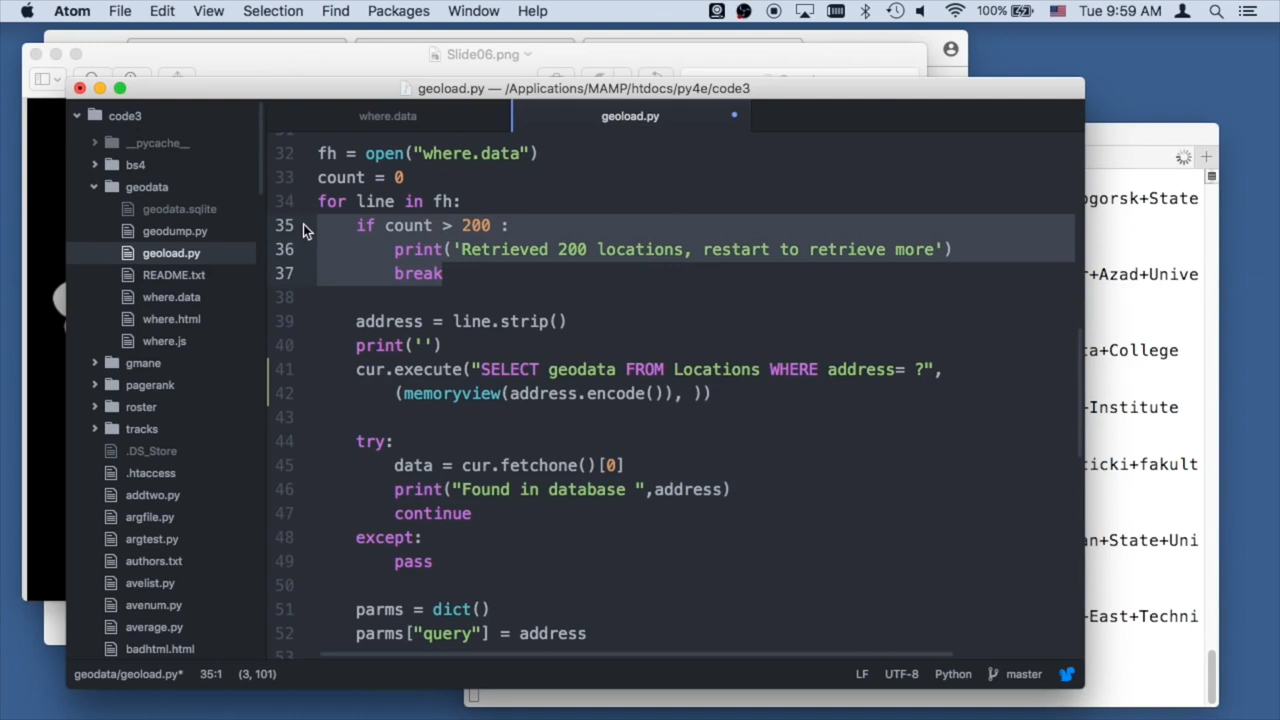 Atom File Edit View Selection Find Packages Window Help 100% Tue 9:59 AM
Slide06.png
geoload.py — /Applications/MAMP/htdocs/py4e/code3
code3
__pycache__
bs4
geodata
geodata.sqlite
geodump.py
geoload.py
README.txt
where.data
where.html
where.js
gmane
pagerank
roster
tracks
.DS_Store
.htaccess
addtwo.py
argfile.py
argtest.py
authors.txt
avelist.py
avenum.py
average.py
badhtml.html
where.data geoload.py
32 fh = open("where.data")
33 count = 0
34 for line in fh:
35 if count > 200 :
36 print('Retrieved 200 locations, restart to retrieve more')
37 break
38
39 address = line.strip()
40 print('')
41 cur.execute("SELECT geodata FROM Locations WHERE address= ?",
42 (memoryview(address.encode()), ))
43
44 try:
45 data = cur.fetchone()[0]
46 print("Found in database ",address)
47 continue
48 except:
49 pass
50
51 parms = dict()
52 parms["query"] = address
53
geodata/geoload.py* 35:1 (3, 101) LF UTF-8 Python master
ogorsk+State
r+Azad+Unive
ta+College
+Institute
ticki+fakult
an+State+Uni
+East+Techni